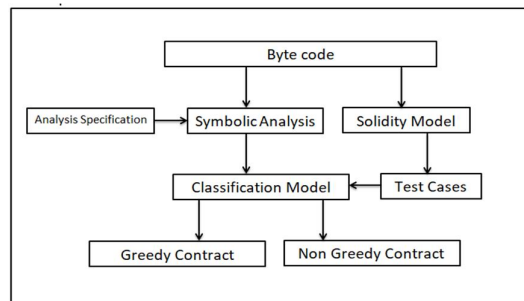 Byte code
Analysis Specification
Symbolic Analysis
Solidity Model
Classification Model
Test Cases
Greedy Contract
Non Greedy Contract